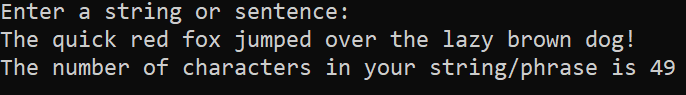 Enter a string or sentence:
The quick red fox jumped over the lazy brown dog!
The number of characters in your string/phrase is 49